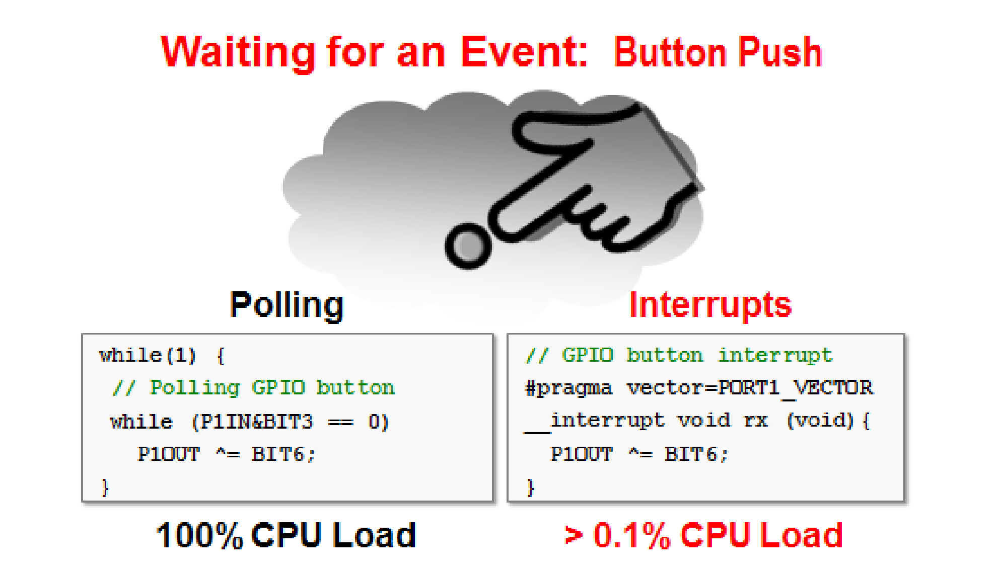 Waiting for an Event: Button Push
Polling
while(1) {
// Polling GPIO button
while (P1IN&BIT3 == 0)
P1OUT ^= BIT6;
}
100% CPU Load
Interrupts
// GPIO button interrupt
#pragma vector=PORT1_VECTOR
__interrupt void rx (void){
P1OUT ^= BIT6;
}
> 0.1% CPU Load